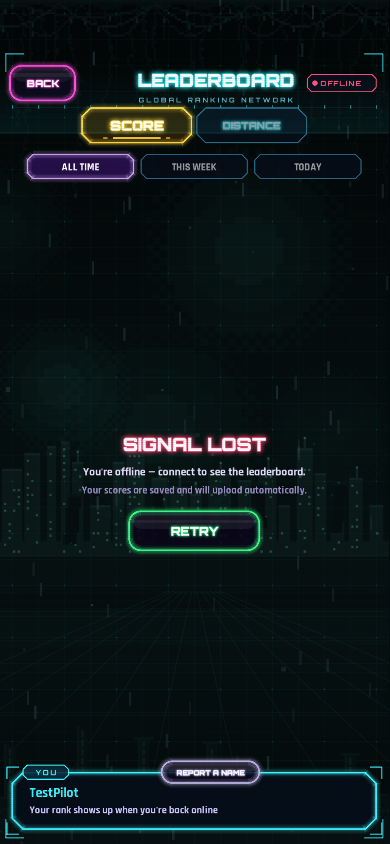 BACK
LEADERBOARD
OFFLINE
GLOBAL RANKING NETWORK
SCORE
DISTANCE
ALL TIME
THIS WEEK
TODAY
SIGNAL LOST
You're offline — connect to see the leaderboard.
Your scores are saved and will upload automatically.
RETRY
YOU
REPORT A NAME
TestPilot
Your rank shows up when you're back online